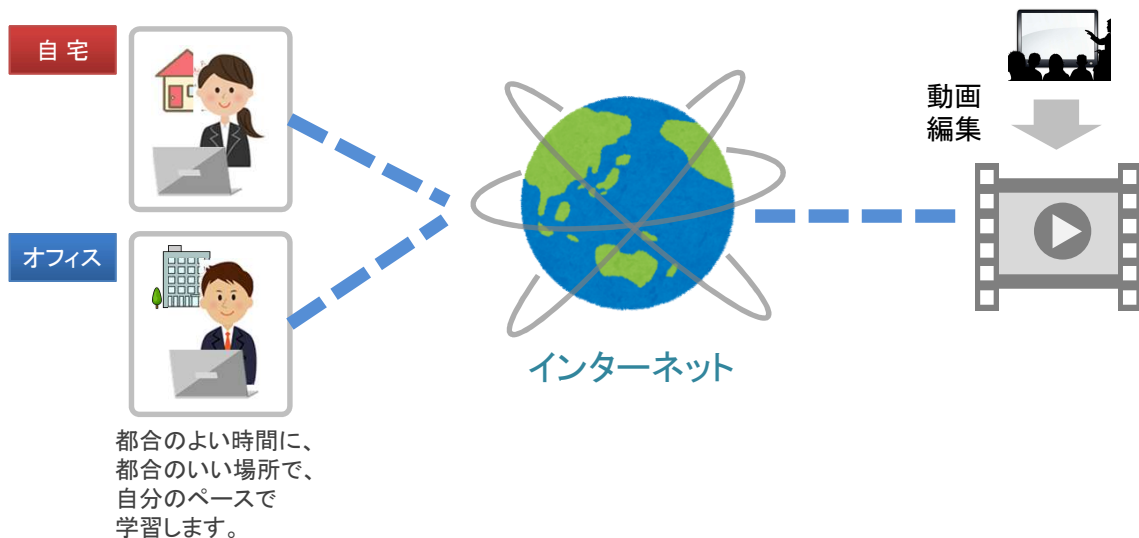 自 宅
動画
編集
オフィス
インターネット
都合のよい時間に、
都合のいい場所で、
自分のペースで
学習します。